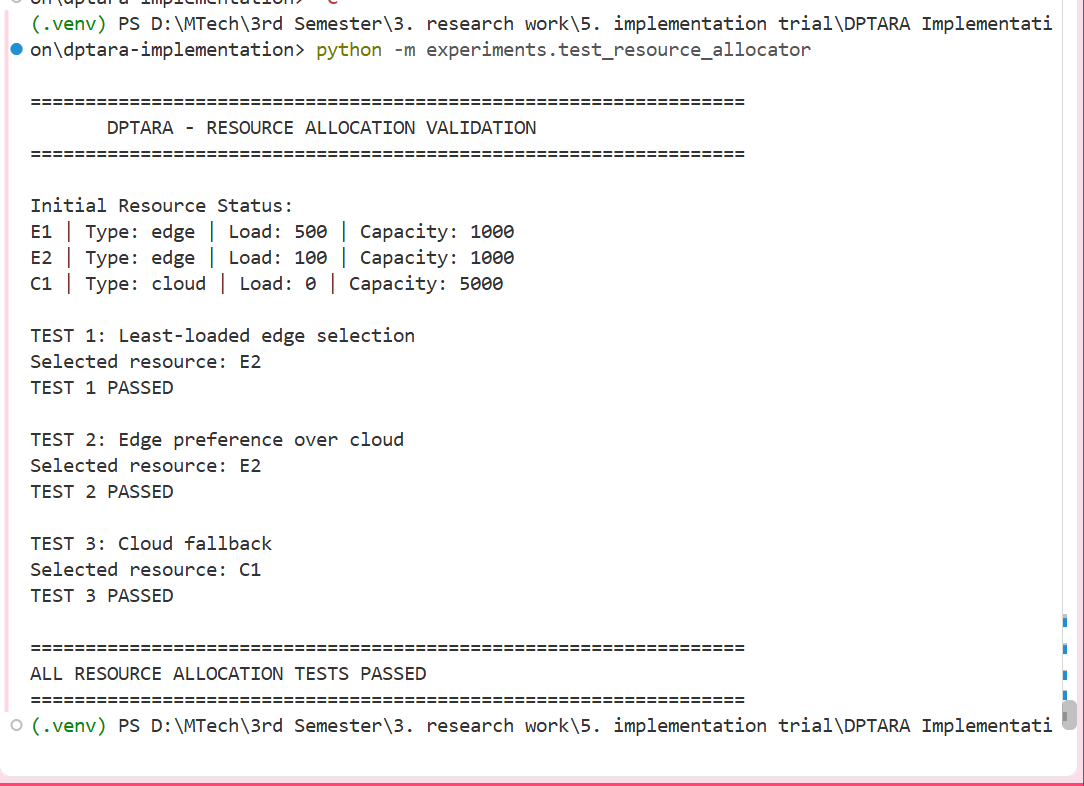 on\dptara-implementation> c
(.venv) PS D:\MTech\3rd Semester\3. research work\5. implementation trial\DPTARA Implementati
on\dptara-implementation> python -m experiments.test_resource_allocator
=================================================================
DPTARA - RESOURCE ALLOCATION VALIDATION
=================================================================
Initial Resource Status:
E1 | Type: edge | Load: 500 | Capacity: 1000
E2 | Type: edge | Load: 100 | Capacity: 1000
C1 | Type: cloud | Load: 0 | Capacity: 5000
TEST 1: Least-loaded edge selection
Selected resource: E2
TEST 1 PASSED
TEST 2: Edge preference over cloud
Selected resource: E2
TEST 2 PASSED
TEST 3: Cloud fallback
Selected resource: C1
TEST 3 PASSED
=================================================================
ALL RESOURCE ALLOCATION TESTS PASSED
=================================================================
(.venv) PS D:\MTech\3rd Semester\3. research work\5. implementation trial\DPTARA Implementati